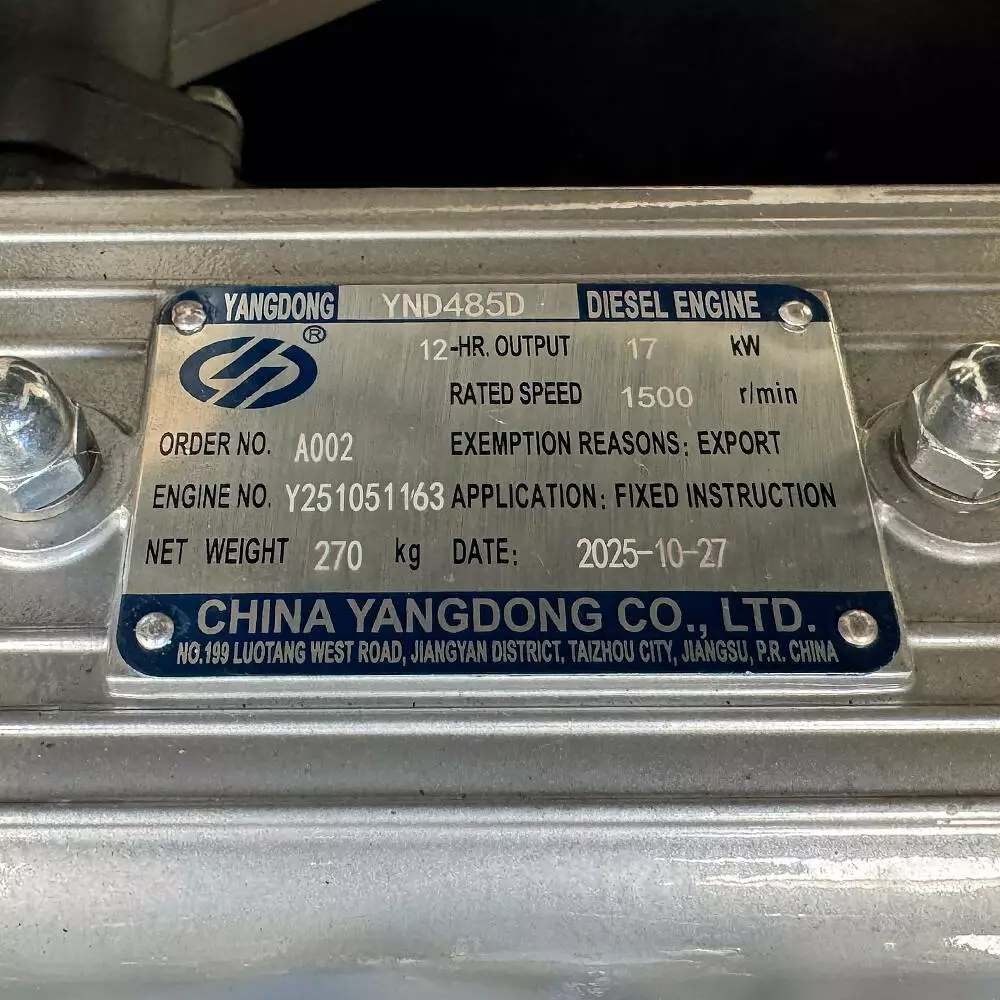 YANGDONG YND485D DIESEL ENGINE
®
12-HR. OUTPUT 17 kW
RATED SPEED 1500 r/min
ORDER NO. A002 EXEMPTION REASONS: EXPORT
ENGINE NO. Y251051163 APPLICATION: FIXED INSTRUCTION
NET WEIGHT 270 kg DATE: 2025-10-27
CHINA YANGDONG CO., LTD.
NO.199 LUOTANG WEST ROAD, JIANGYAN DISTRICT, TAIZHOU CITY, JIANGSU, P.R. CHINA